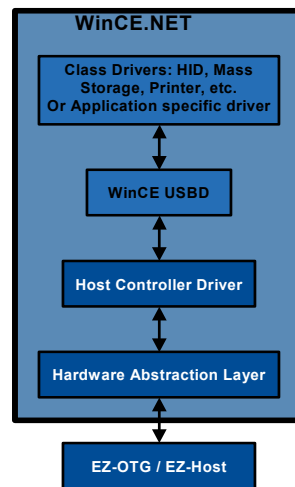 WinCE.NET
Class Drivers: HID, Mass
Storage, Printer, etc.
Or Application specific driver
WinCE USBD
Host Controller Driver
Hardware Abstraction Layer
EZ-OTG / EZ-Host